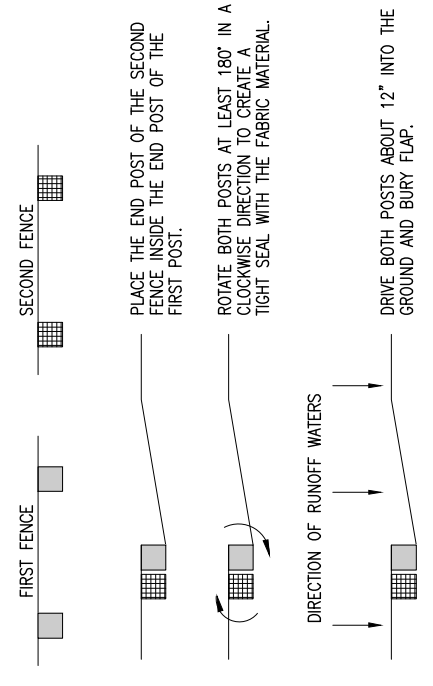 FIRST FENCE
SECOND FENCE
PLACE THE END POST OF THE SECOND
FENCE INSIDE THE END POST OF THE
FIRST POST.
ROTATE BOTH POSTS AT LEAST 180° IN A
CLOCKWISE DIRECTION TO CREATE A
TIGHT SEAL WITH THE FABRIC MATERIAL.
DIRECTION OF RUNOFF WATERS
DRIVE BOTH POSTS ABOUT 12" INTO THE
GROUND AND BURY FLAP.